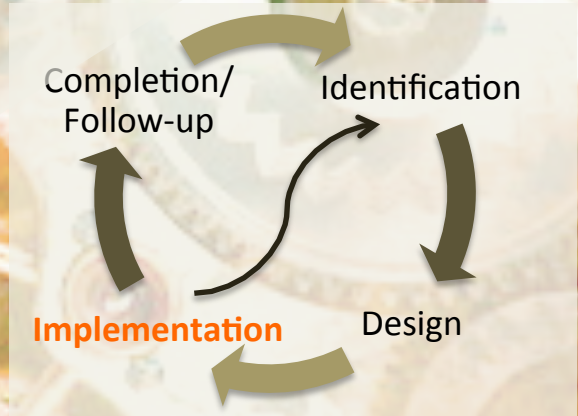 Completion/
Follow-up
Identification
Implementation
Design